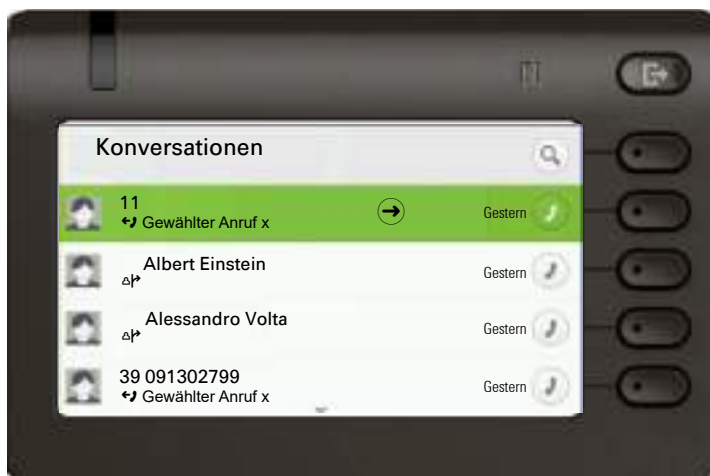 Konversationen
11
Gewählter Anruf x
Gestern
Albert Einstein
Gestern
Alessandro Volta
Gestern
39 091302799
Gewählter Anruf x
Gestern